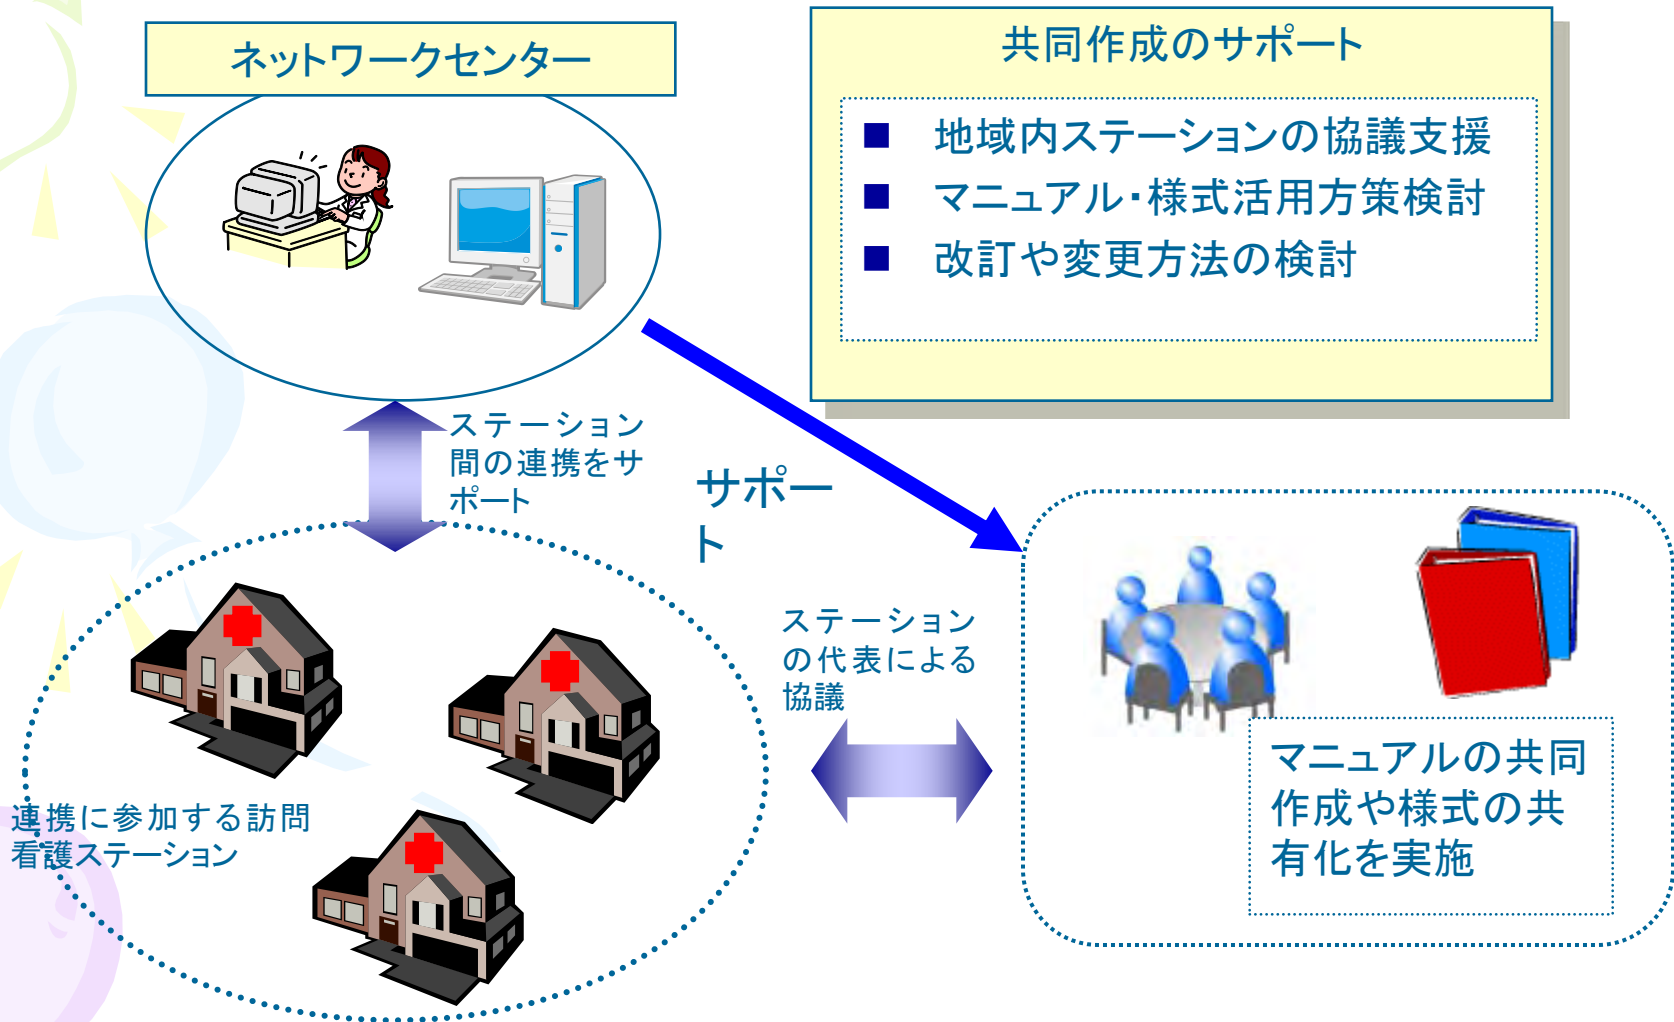 ネットワークセンター
共同作成のサポート
地域内ステーションの協議支援
マニュアル・様式活用方策検討
改訂や変更方法の検討
ステーション
間の連携をサ
ポート
サポー
ト
ステーション
の代表による
協議
連携に参加する訪問
看護ステーション
マニュアルの共同
作成や様式の共
有化を実施